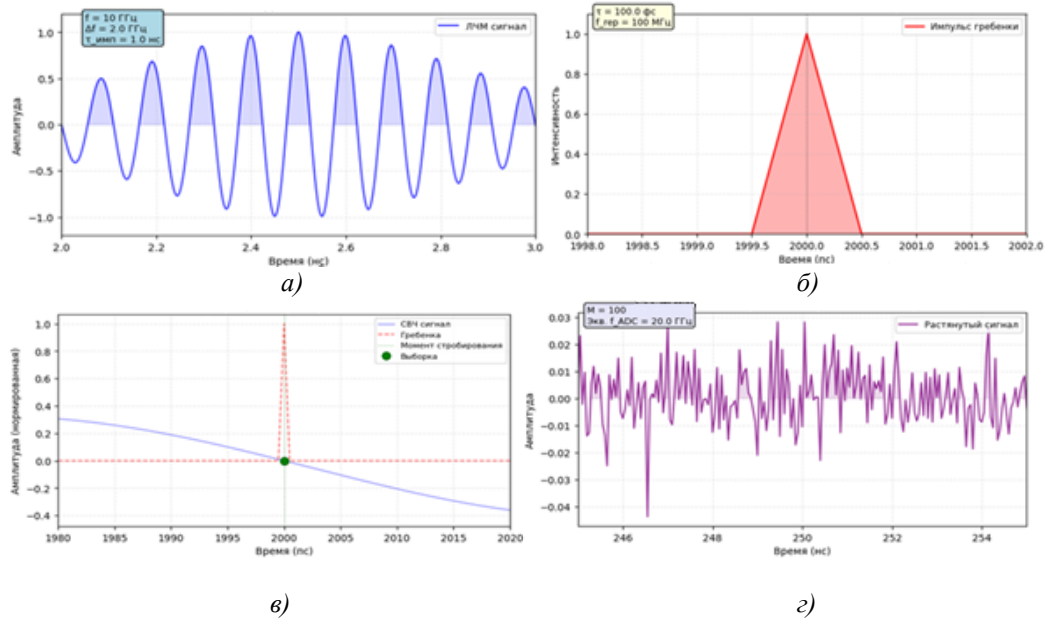 f = 10 ГГц
Δf = 2.0 ГГц
τ_имп = 1.0 нс
ЛЧМ сигнал
Амплитуда
1.0
0.5
0.0
−0.5
−1.0
2.0 2.2 2.4 2.6 2.8 3.0
Время (нс)
а)
τ = 100.0 фс
f_rep = 100 МГц
Импульс гребенки
Интенсивность
1.0
0.8
0.6
0.4
0.2
0.0
1998.0 1998.5 1999.0 1999.5 2000.0 2000.5 2001.0 2001.5 2002.0
Время (пс)
б)
СВЧ сигнал
Гребенка
Момент стробирования
Выборка
Амплитуда (нормированная)
1.0
0.8
0.6
0.4
0.2
0.0
−0.2
−0.4
1980 1985 1990 1995 2000 2005 2010 2015 2020
Время (пс)
в)
M = 100
Экв. f_ADC = 20.0 ГГц
Растянутый сигнал
Амплитуда
0.03
0.02
0.01
0.00
−0.01
−0.02
−0.03
−0.04
246 248 250 252 254
Время (нс)
г)